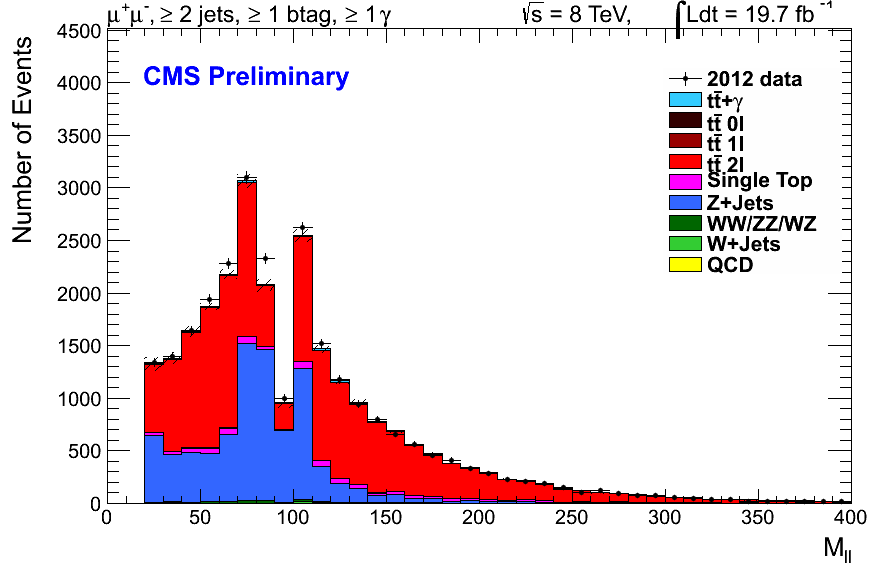 μ⁺μ⁻, ≥ 2 jets, ≥ 1 btag, ≥ 1 γ √s = 8 TeV, ∫Ldt = 19.7 fb⁻¹
CMS Preliminary
2012 data
tt̄+γ
tt̄ 0l
tt̄ 1l
tt̄ 2l
Single Top
Z+Jets
WW/ZZ/WZ
W+Jets
QCD
Number of Events
4500
4000
3500
3000
2500
2000
1500
1000
500
0
0 50 100 150 200 250 300 350 400
M_ll